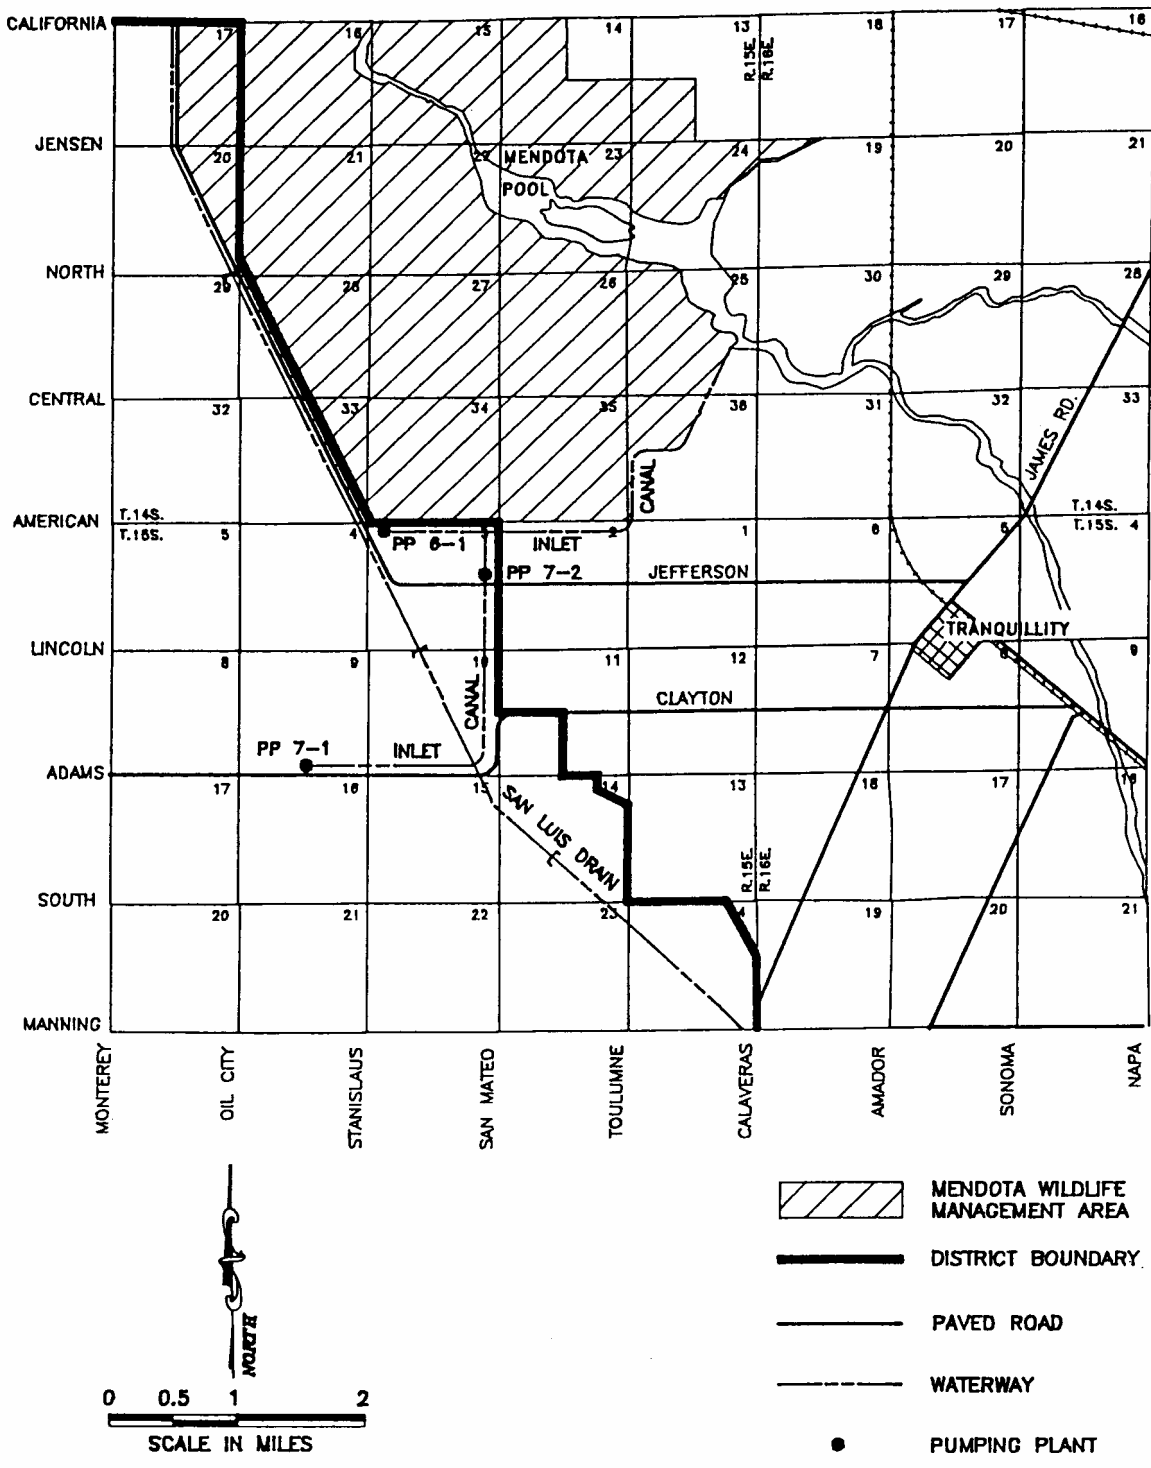 CALIFORNIA 17 16 15 14 13 18 17 16
R.15E. R.16E.
JENSEN 20 21 22 23 24 19 20 21
MENDOTA
POOL
NORTH 29 28 27 26 25 30 29 28
CENTRAL 32 33 34 35 36 31 32 33
JAMES RD.
CANAL
AMERICAN T.14S. T.14S.
T.15S. 5 4 3 2 1 6 5 T.15S. 4
PP 6-1 INLET
PP 7-2 JEFFERSON
TRANQUILLITY
LINCOLN 8 9 10 11 12 7 8 9
CANAL
CLAYTON
PP 7-1 INLET
ADAMS 17 16 15 14 13 18 17 16
SAN LUIS DRAIN
R.15E. R.16E.
SOUTH 20 21 22 23 4 19 20 21
MANNING
MONTEREY
OIL CITY
STANISLAUS
SAN MATEO
TOULUMNE
CALAVERAS
AMADOR
SONOMA
NAPA
NORTH
0 0.5 1 2
SCALE IN MILES
MENDOTA WILDLIFE
MANAGEMENT AREA
DISTRICT BOUNDARY
PAVED ROAD
WATERWAY
PUMPING PLANT